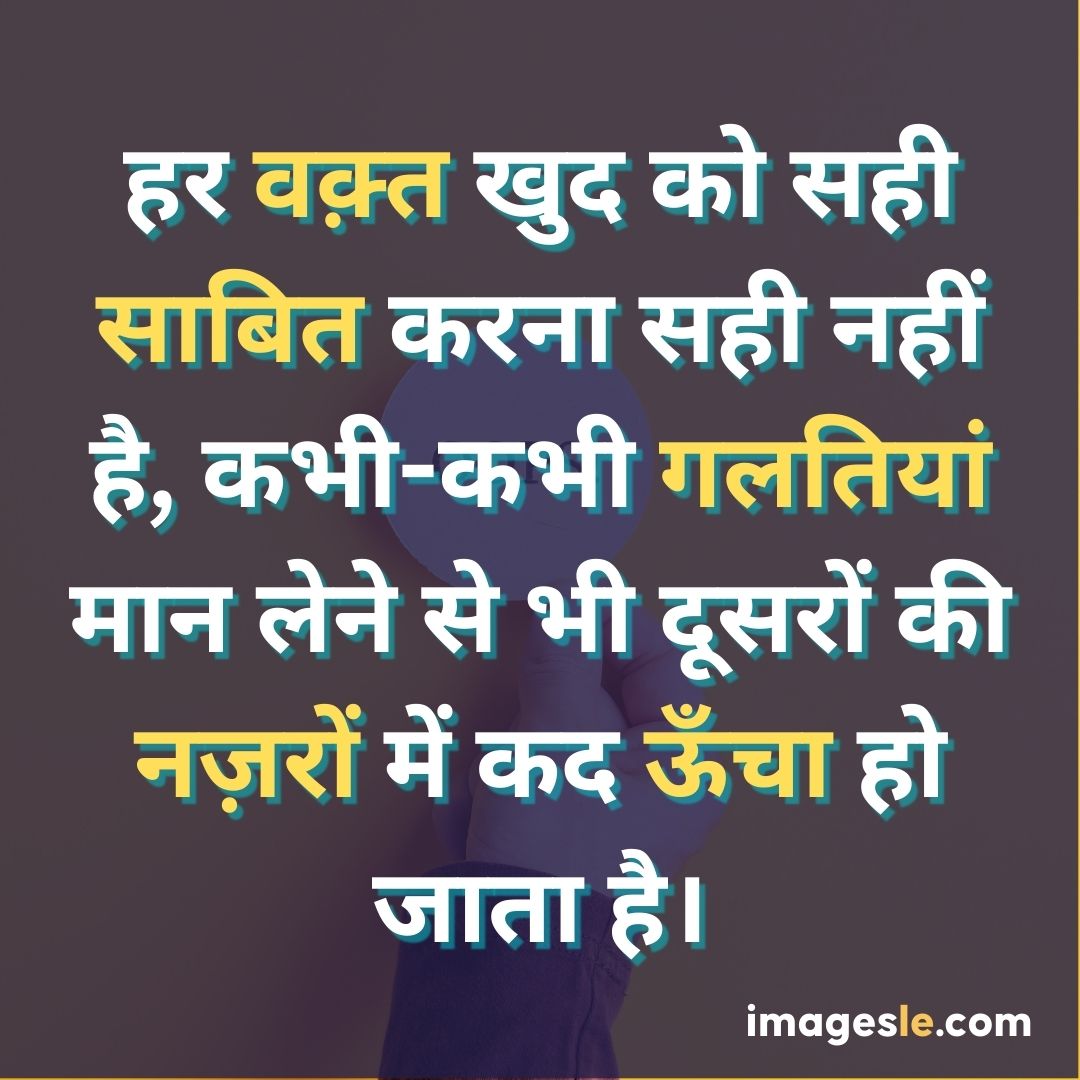 हर वक़्त खुद को सही
साबित करना सही नहीं
है, कभी-कभी गलतियां
मान लेने से भी दूसरों की
नज़रों में कद ऊँचा हो
जाता है।
imagesle.com